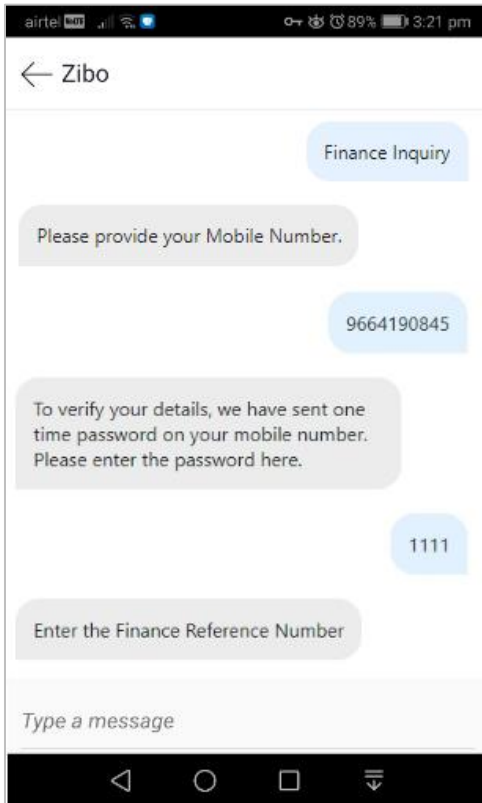 airtel VoLTE 89% 3:21 pm
Zibo
Finance Inquiry
Please provide your Mobile Number.
9664190845
To verify your details, we have sent one
time password on your mobile number.
Please enter the password here.
1111
Enter the Finance Reference Number
Type a message